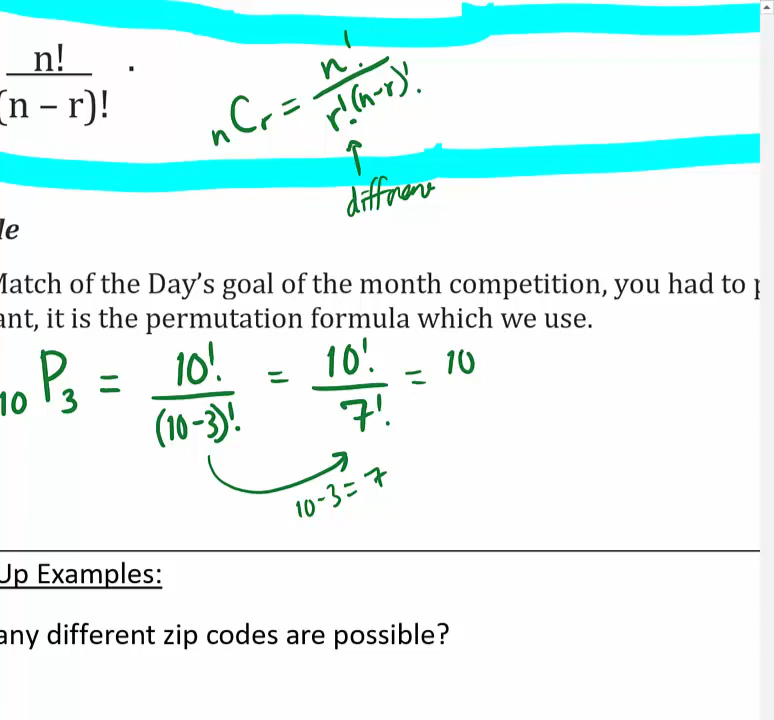 n!
(n – r)! .
nCr = n! / r!(n-r)!
difference
le
Match of the Day's goal of the month competition, you had to p
ant, it is the permutation formula which we use.
10P3 = 10! / (10-3)! = 10! / 7! = 10
10-3=7
Up Examples:
any different zip codes are possible?